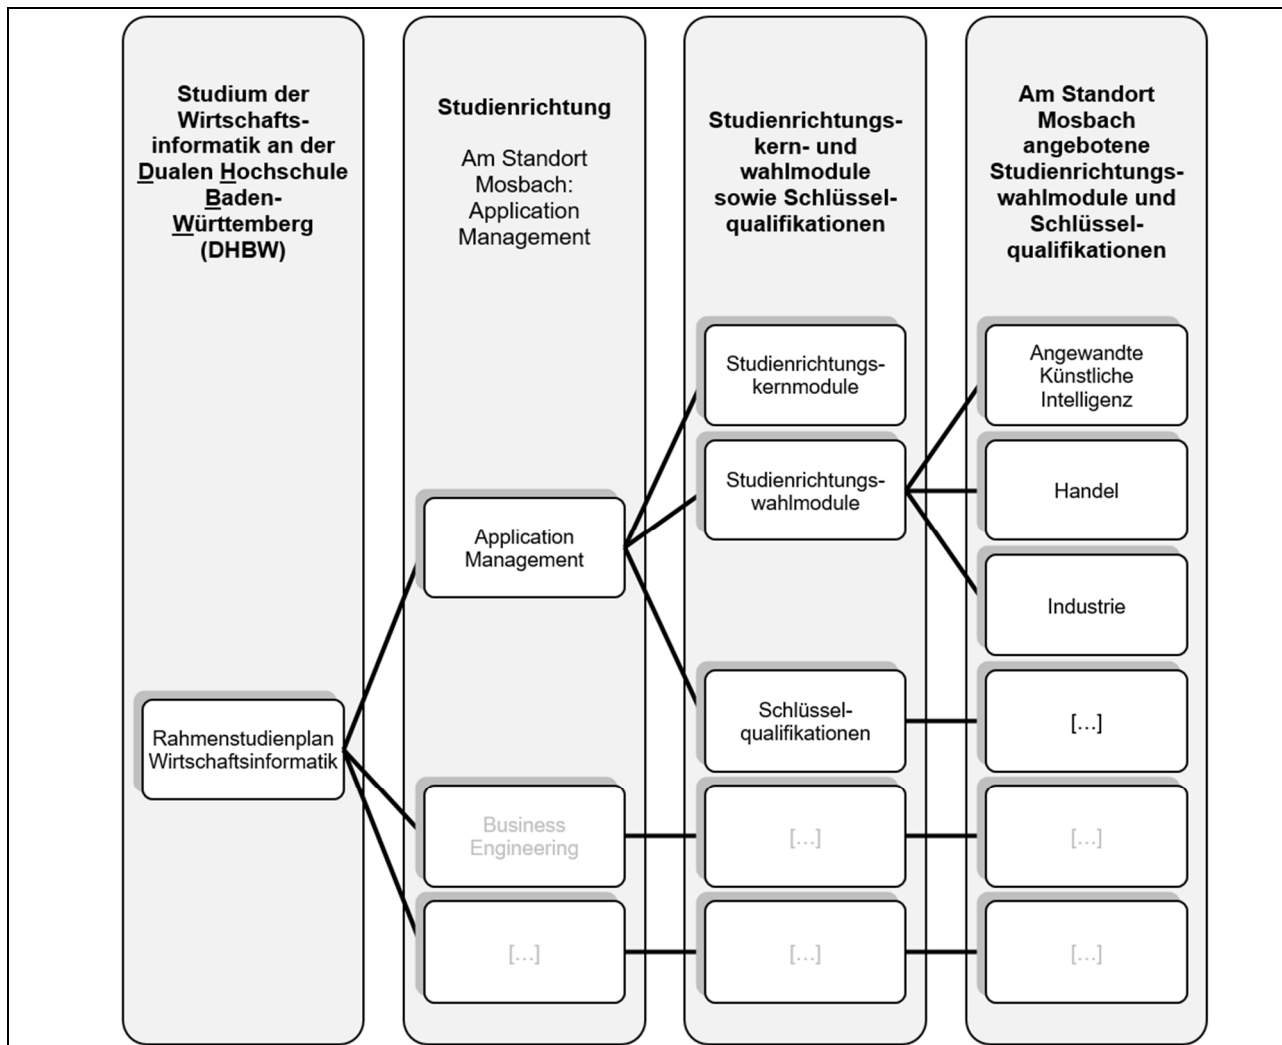 Studium der
Wirtschafts-
informatik an der
Dualen Hochschule
Baden-
Württemberg
(DHBW)
Studienrichtung
Am Standort
Mosbach:
Application
Management
Studienrichtungs-
kern- und
wahlmodule
sowie Schlüssel-
qualifikationen
Am Standort
Mosbach
angebotene
Studienrichtungs-
wahlmodule und
Schlüssel-
qualifikationen
Rahmenstudienplan
Wirtschaftsinformatik
Application
Management
Business
Engineering
[...]
Studienrichtungs-
kernmodule
Studienrichtungs-
wahlmodule
Schlüssel-
qualifikationen
[...]
[...]
Angewandte
Künstliche
Intelligenz
Handel
Industrie
[...]
[...]
[...]